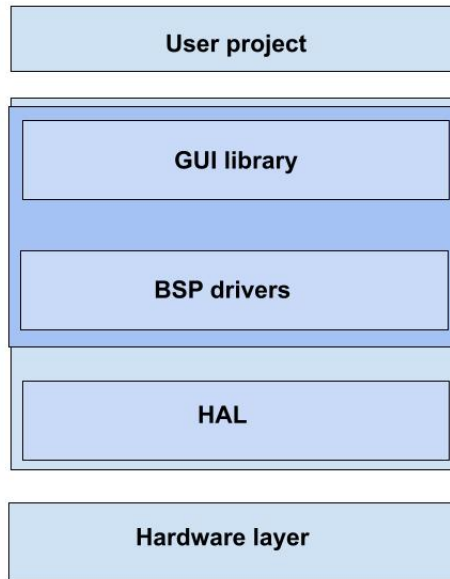 User project
GUI library
BSP drivers
HAL
Hardware layer